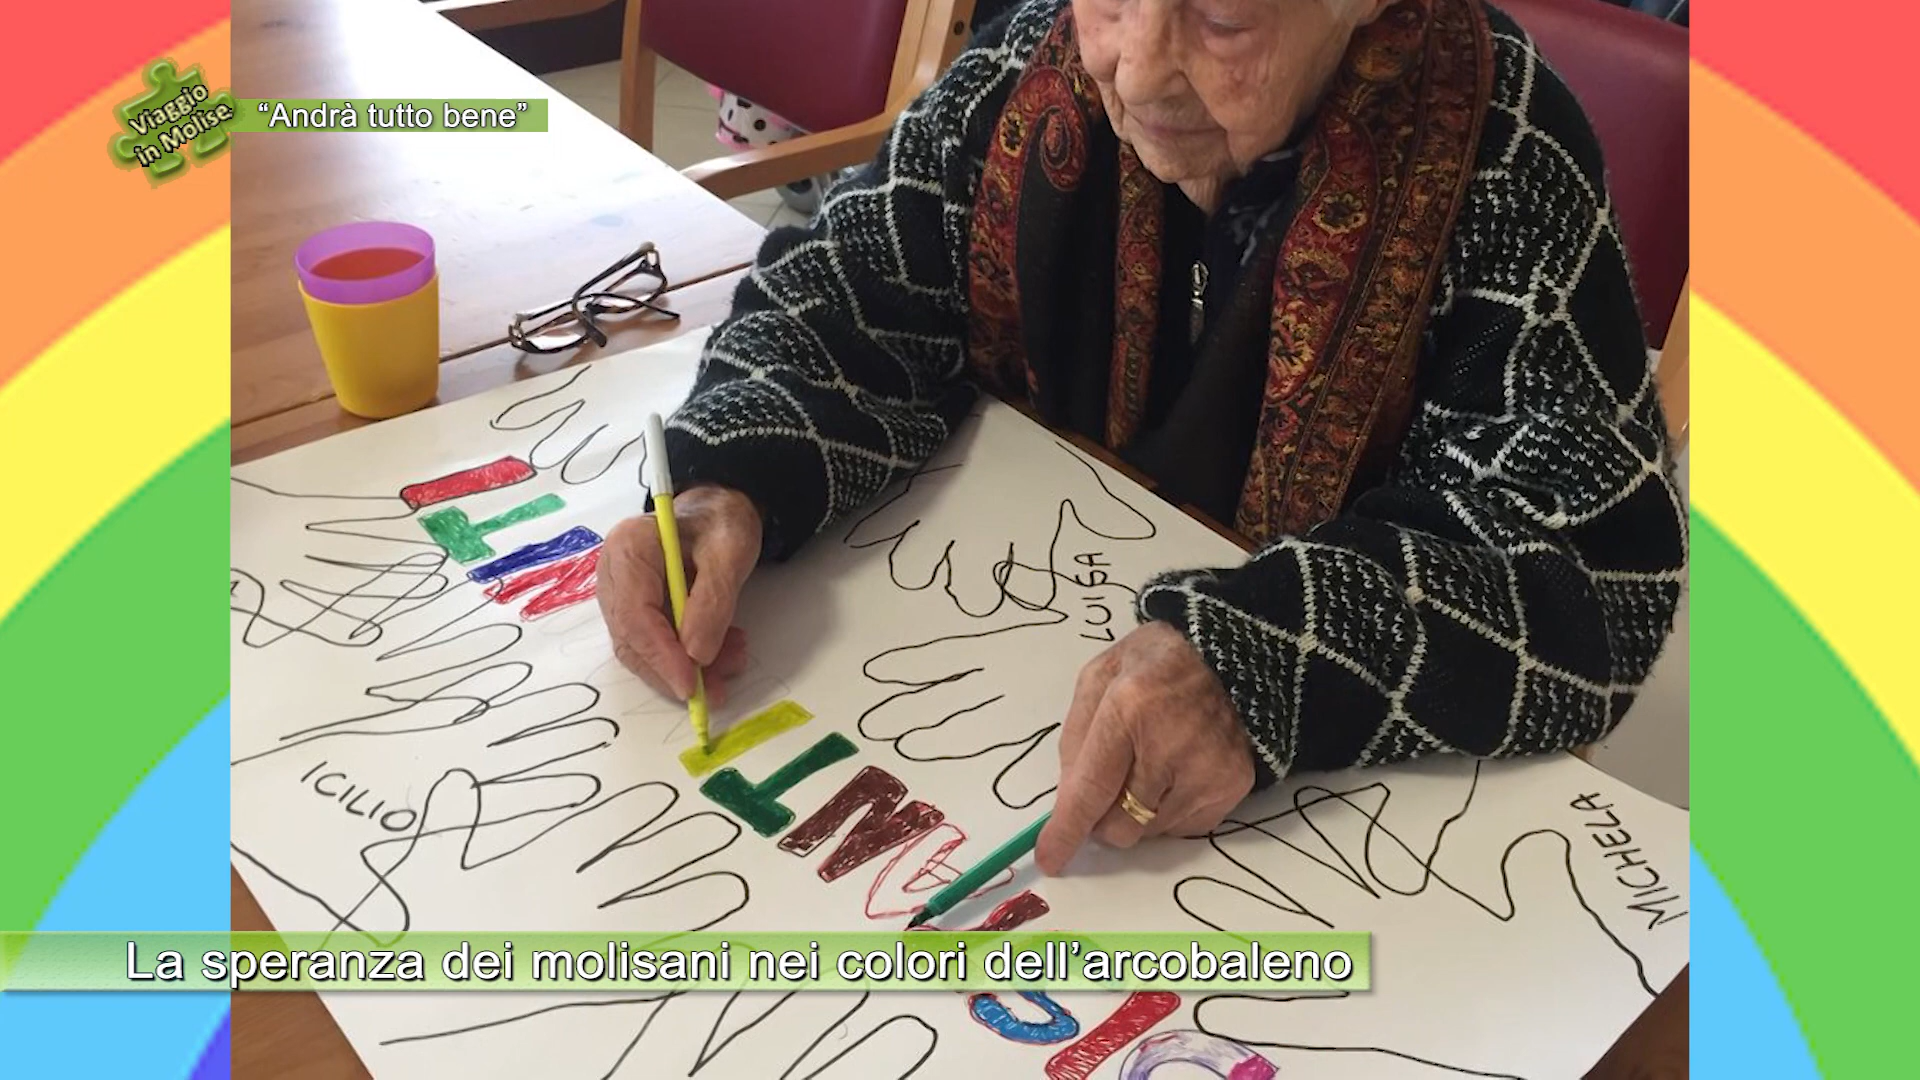 Viaggio
in Molise
“Andrà tutto bene”
LUISA
ICILIO
MICHELA
La speranza dei molisani nei colori dell’arcobaleno